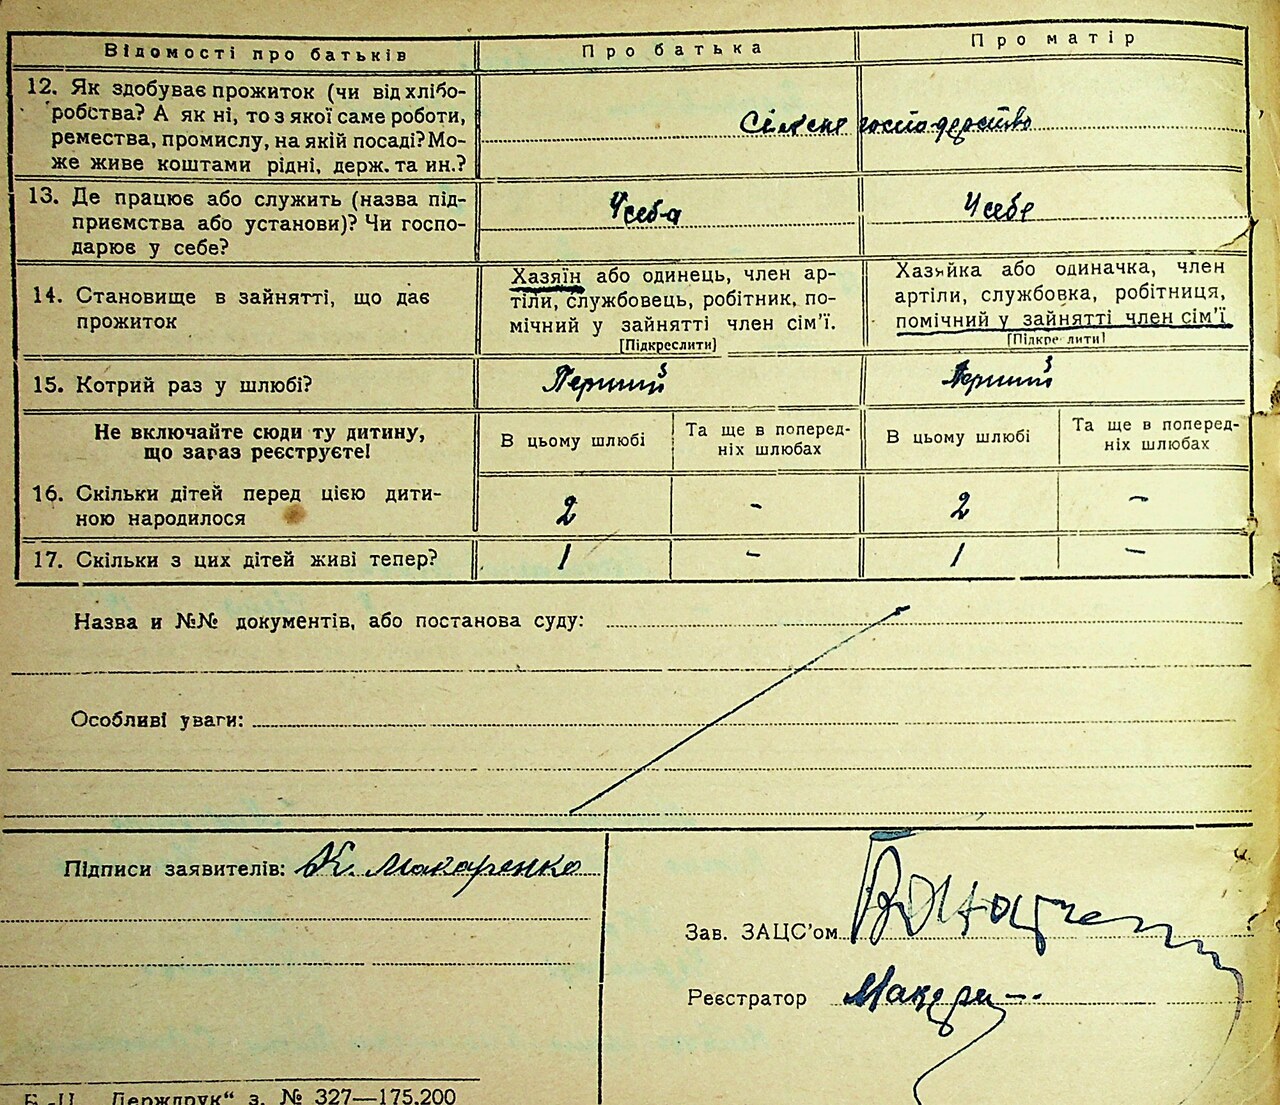 Відомості про батьків
Про батька
Про матір
12. Як здобуває прожиток (чи від хлібо-
робства? А як ні, то з якої саме роботи,
ремества, промислу, на якій посаді? Мо-
же живе коштами рідні, держ. та ин.?
Сільське господарство
13. Де працює або служить (назва під-
приємства або установи)? Чи госпо-
дарює у себе?
У себа
У себе
14. Становище в зайнятті, що дає
прожиток
Хазяїн або одинець, член ар-
тіли, службовець, робітник, по-
мічний у зайнятті член сім’ї.
[Підкреслити]
Хазяйка або одиначка, член
артіли, службовка, робітниця,
помічний у зайнятті член сім’ї
[Підкреслити]
15. Котрий раз у шлюбі?
Перший
Перший
Не включайте сюди ту дитину,
що зараз реєструєте!
В цьому шлюбі
Та ще в поперед-
ніх шлюбах
В цьому шлюбі
Та ще в поперед-
ніх шлюбах
16. Скільки дітей перед цією дити-
ною народилося
2
-
2
-
17. Скільки з цих дітей живі тепер?
1
-
1
-
Назва и №№ документів, або постанова суду:
Особливі уваги:
Підписи заявителів: К. Макаренко
Зав. ЗАЦС’ом
Реєстратор
Держдрук“ з. № 327—175.200